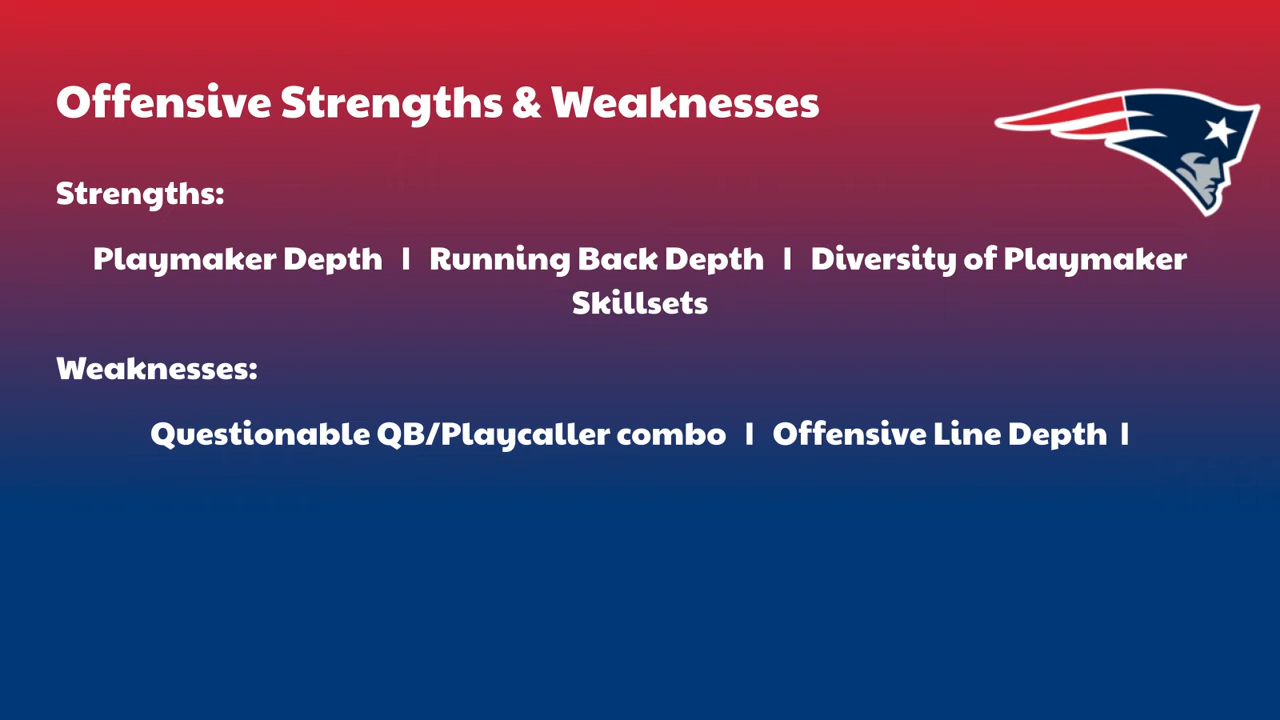 Offensive Strengths & Weaknesses
Strengths:
Playmaker Depth | Running Back Depth | Diversity of Playmaker
Skillsets
Weaknesses:
Questionable QB/Playcaller combo | Offensive Line Depth |